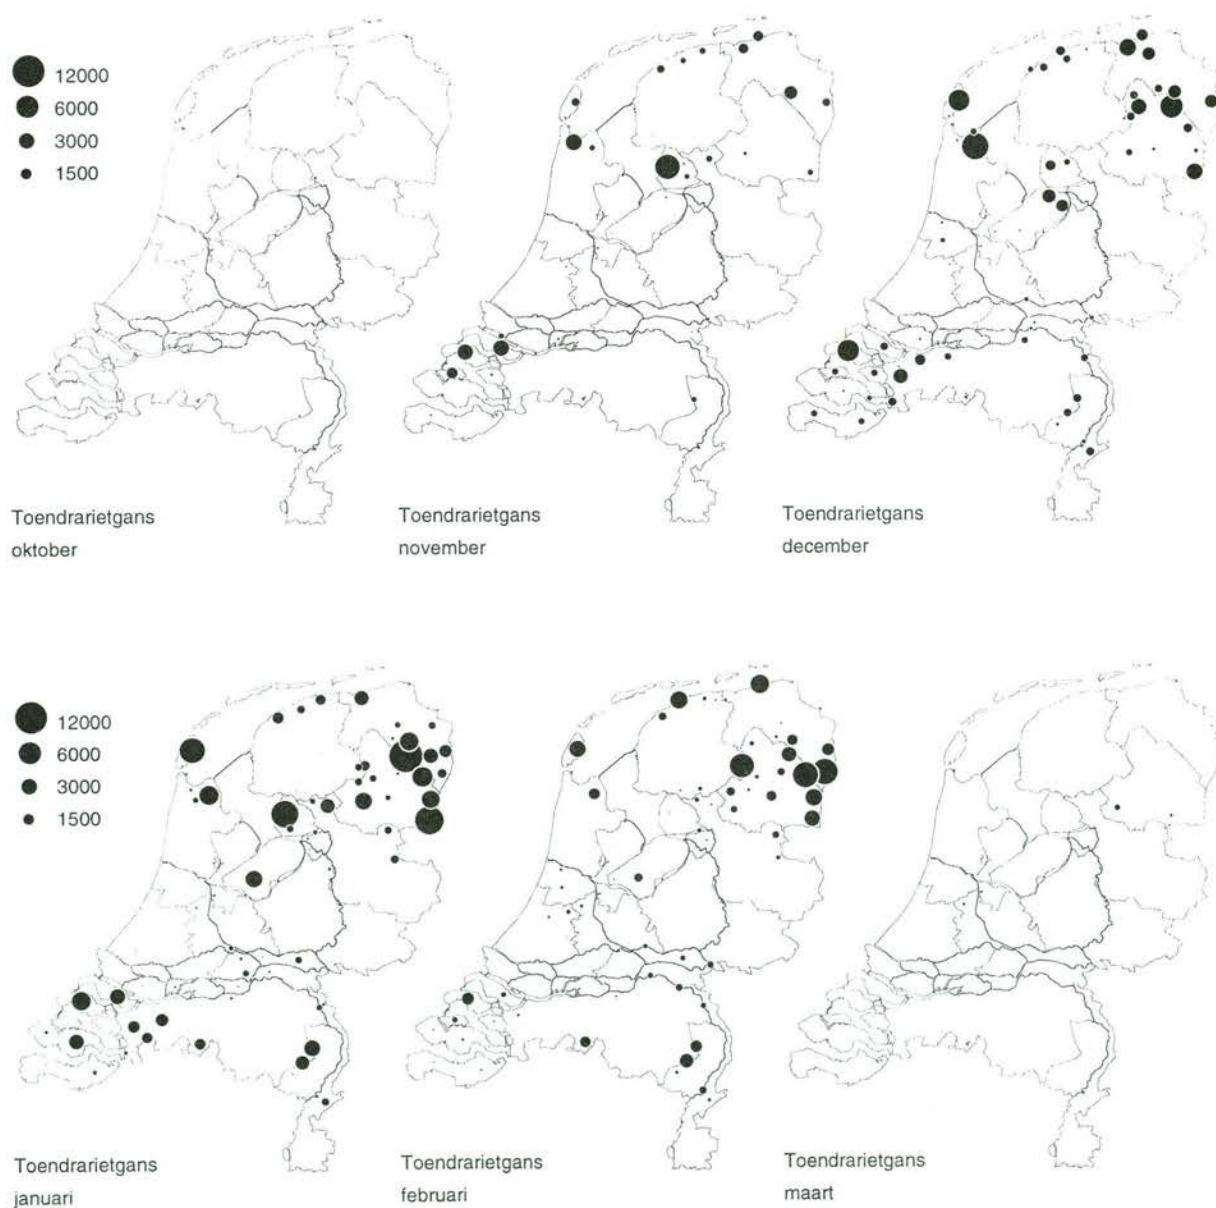 12000
6000
3000
1500
Toendrarietgans
oktober
Toendrarietgans
november
Toendrarietgans
december
12000
6000
3000
1500
Toendrarietgans
januari
Toendrarietgans
februari
Toendrarietgans
maart